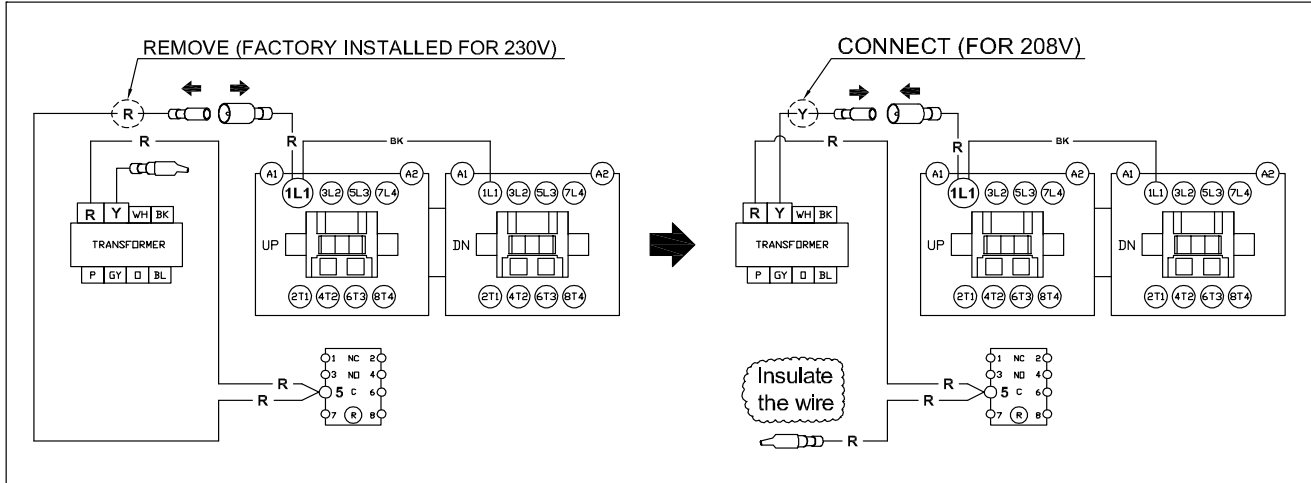 REMOVE (FACTORY INSTALLED FOR 230V)
R
R
R
BK
A1
A2
A1
A2
1L1
3L2
5L3
7L4
1L1
3L2
5L3
7L4
R
Y
WH
BK
TRANSFORMER
P
GY
O
BL
UP
DN
2T1
4T2
6T3
8T4
2T1
4T2
6T3
8T4
1 NC 2
3 NO 4
5 C 6
7 R 8
R
R
CONNECT (FOR 208V)
Y
R
R
BK
A1
A2
A1
A2
1L1
3L2
5L3
7L4
1L1
3L2
5L3
7L4
R
Y
WH
BK
TRANSFORMER
P
GY
O
BL
UP
DN
2T1
4T2
6T3
8T4
2T1
4T2
6T3
8T4
1 NC 2
3 NO 4
5 C 6
7 R 8
R
R
Insulate
the wire
R